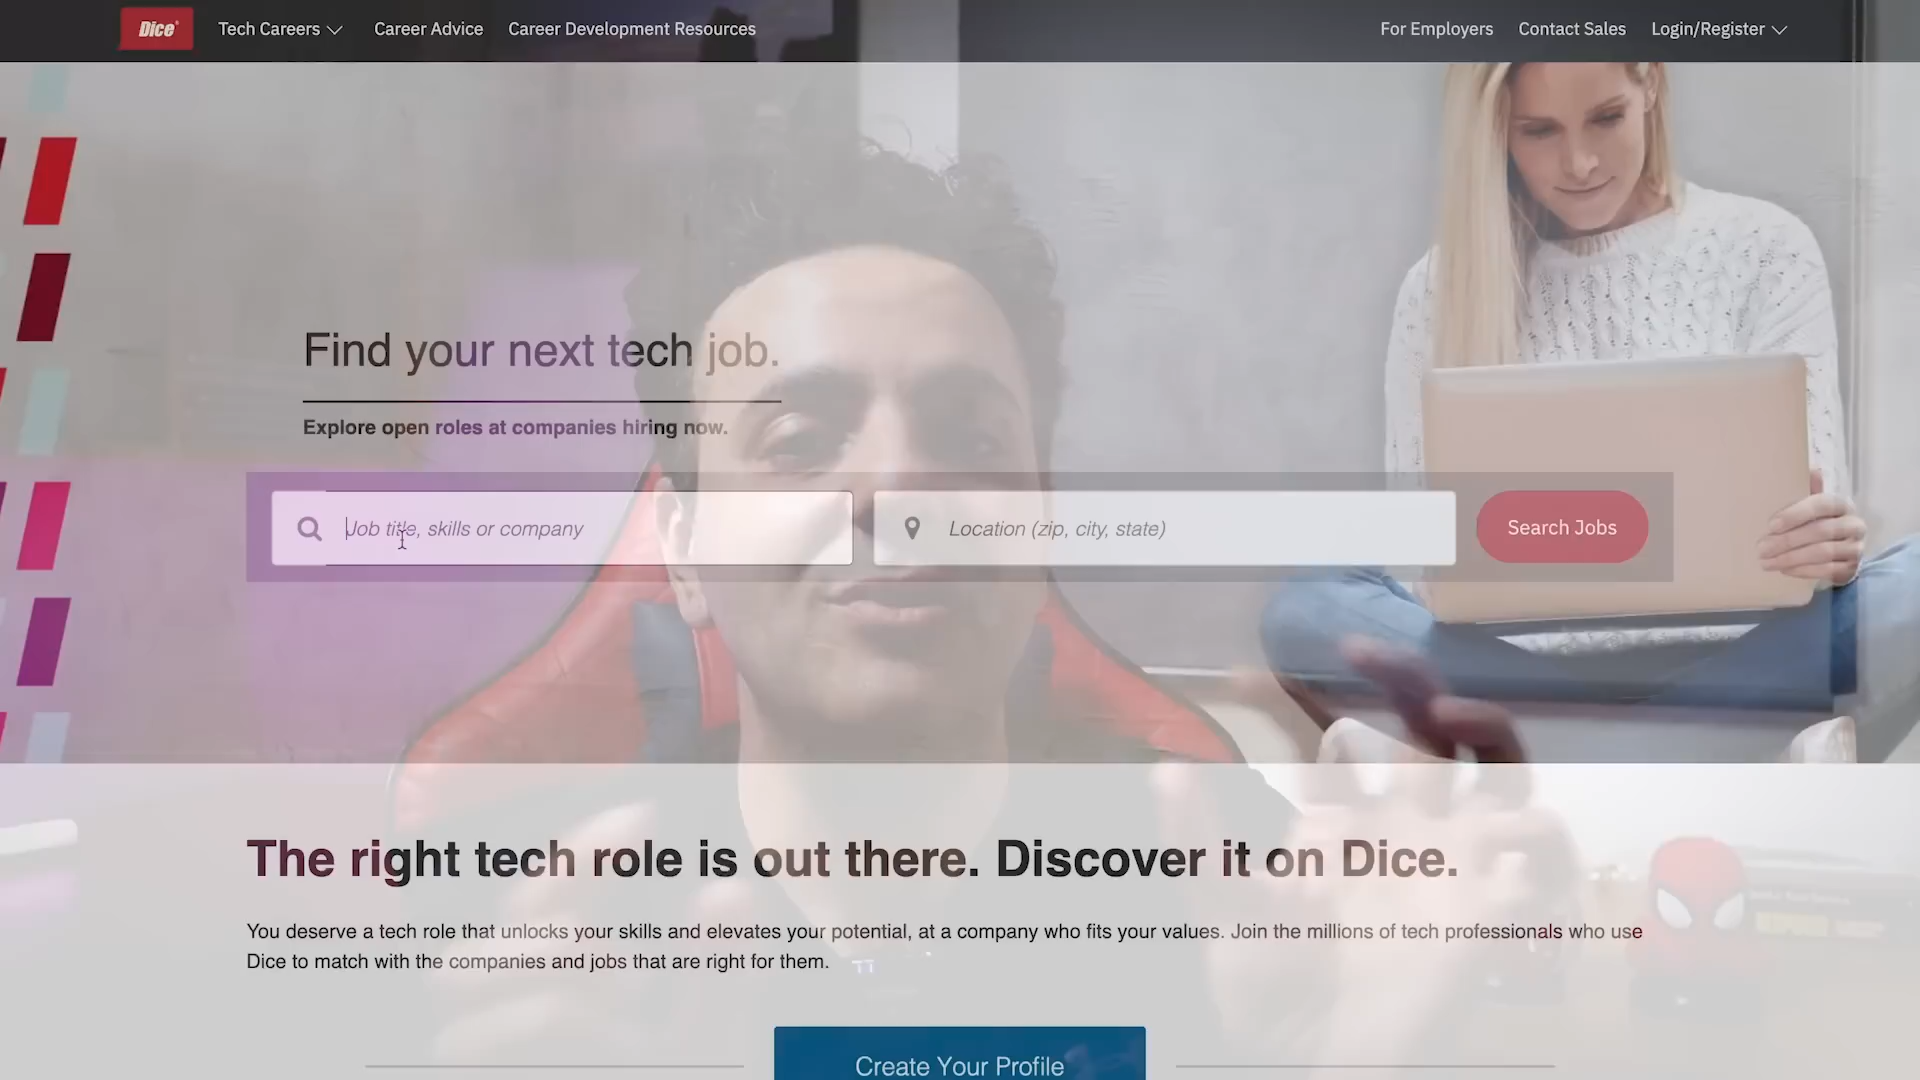 Dice
Tech Careers
Career Advice
Career Development Resources
For Employers
Contact Sales
Login/Register
Find your next tech job.
Explore open roles at companies hiring now.
Job title, skills or company
Location (zip, city, state)
Search Jobs
The right tech role is out there. Discover it on Dice.
You deserve a tech role that unlocks your skills and elevates your potential, at a company who fits your values. Join the millions of tech professionals who use
Dice to match with the companies and jobs that are right for them.
Create Your Profile